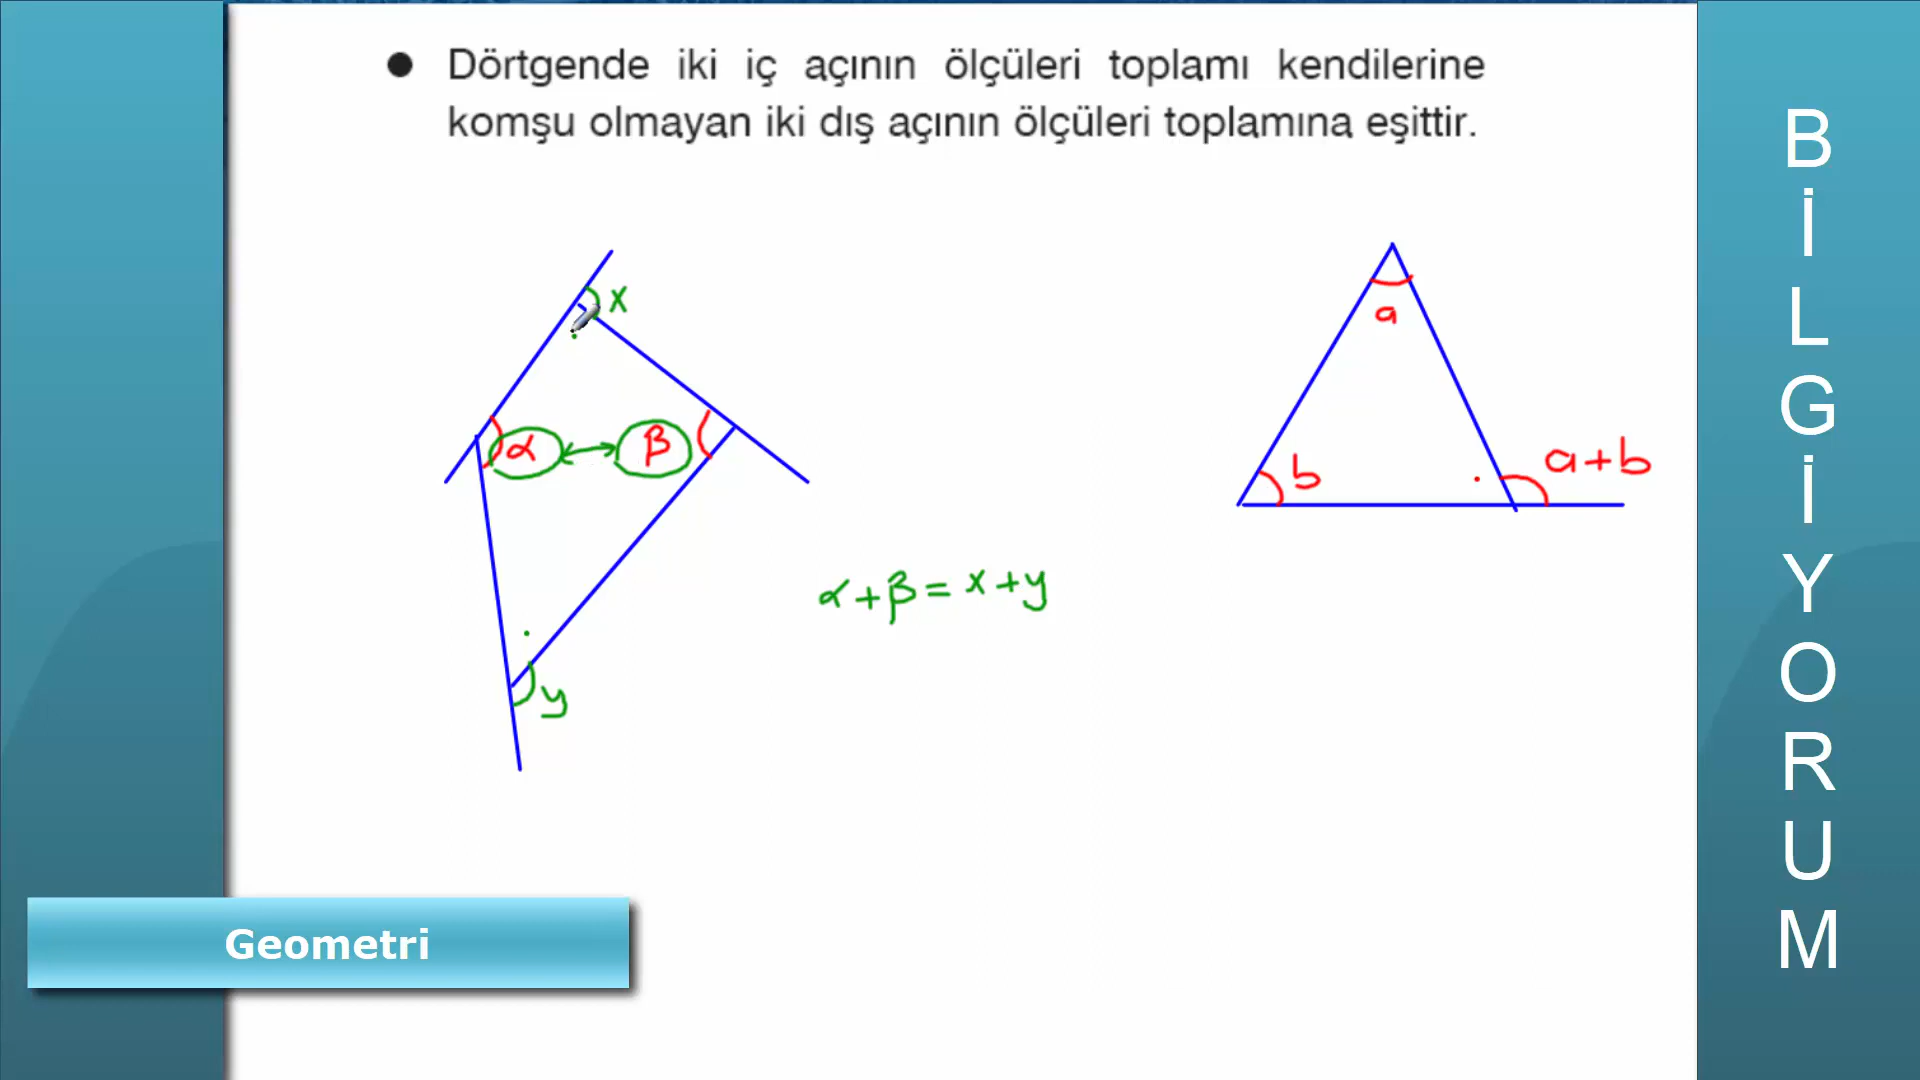 ● Dörtgende iki iç açının ölçüleri toplamı kendilerine
komşu olmayan iki dış açının ölçüleri toplamına eşittir.
x
α
β
y
α+β=x+y
a
b
a+b
Geometri
BİLGİYORUM